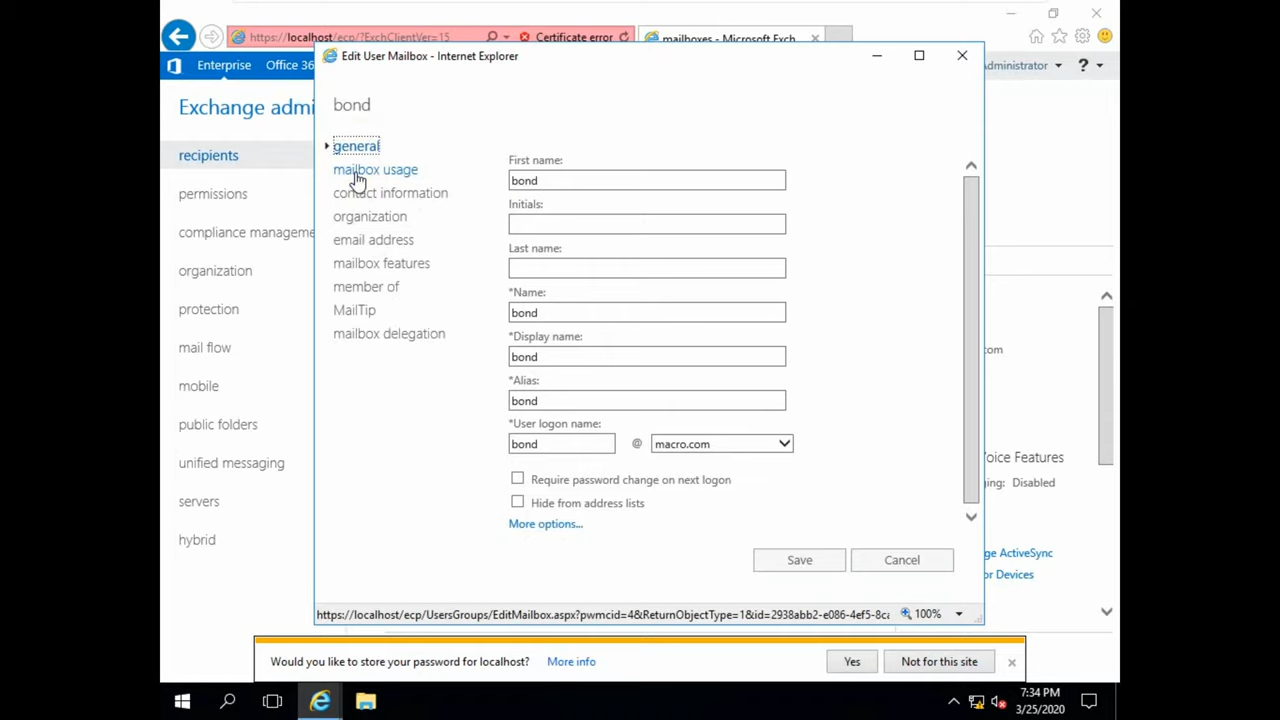 https://localhost/ecp/?ExchClientVer=15
Certificate error
mailboxes - Microsoft Exch
Enterprise
Office 36
Administrator
?
Edit User Mailbox - Internet Explorer
Exchange admi
bond
recipients
permissions
compliance manageme
organization
protection
mail flow
mobile
public folders
unified messaging
servers
hybrid
general
mailbox usage
contact information
organization
email address
mailbox features
member of
MailTip
mailbox delegation
First name:
bond
Initials:
Last name:
*Name:
bond
*Display name:
bond
*Alias:
bond
*User logon name:
bond @ macro.com
Require password change on next logon
Hide from address lists
More options...
Save
Cancel
com
oice Features
ging: Disabled
ge ActiveSync
or Devices
https://localhost/ecp/UsersGroups/EditMailbox.aspx?pwmcid=4&ReturnObjectType=1&id=2938abb2-e086-4ef5-8ca
100%
Would you like to store your password for localhost? More info
Yes
Not for this site
7:34 PM
3/25/2020